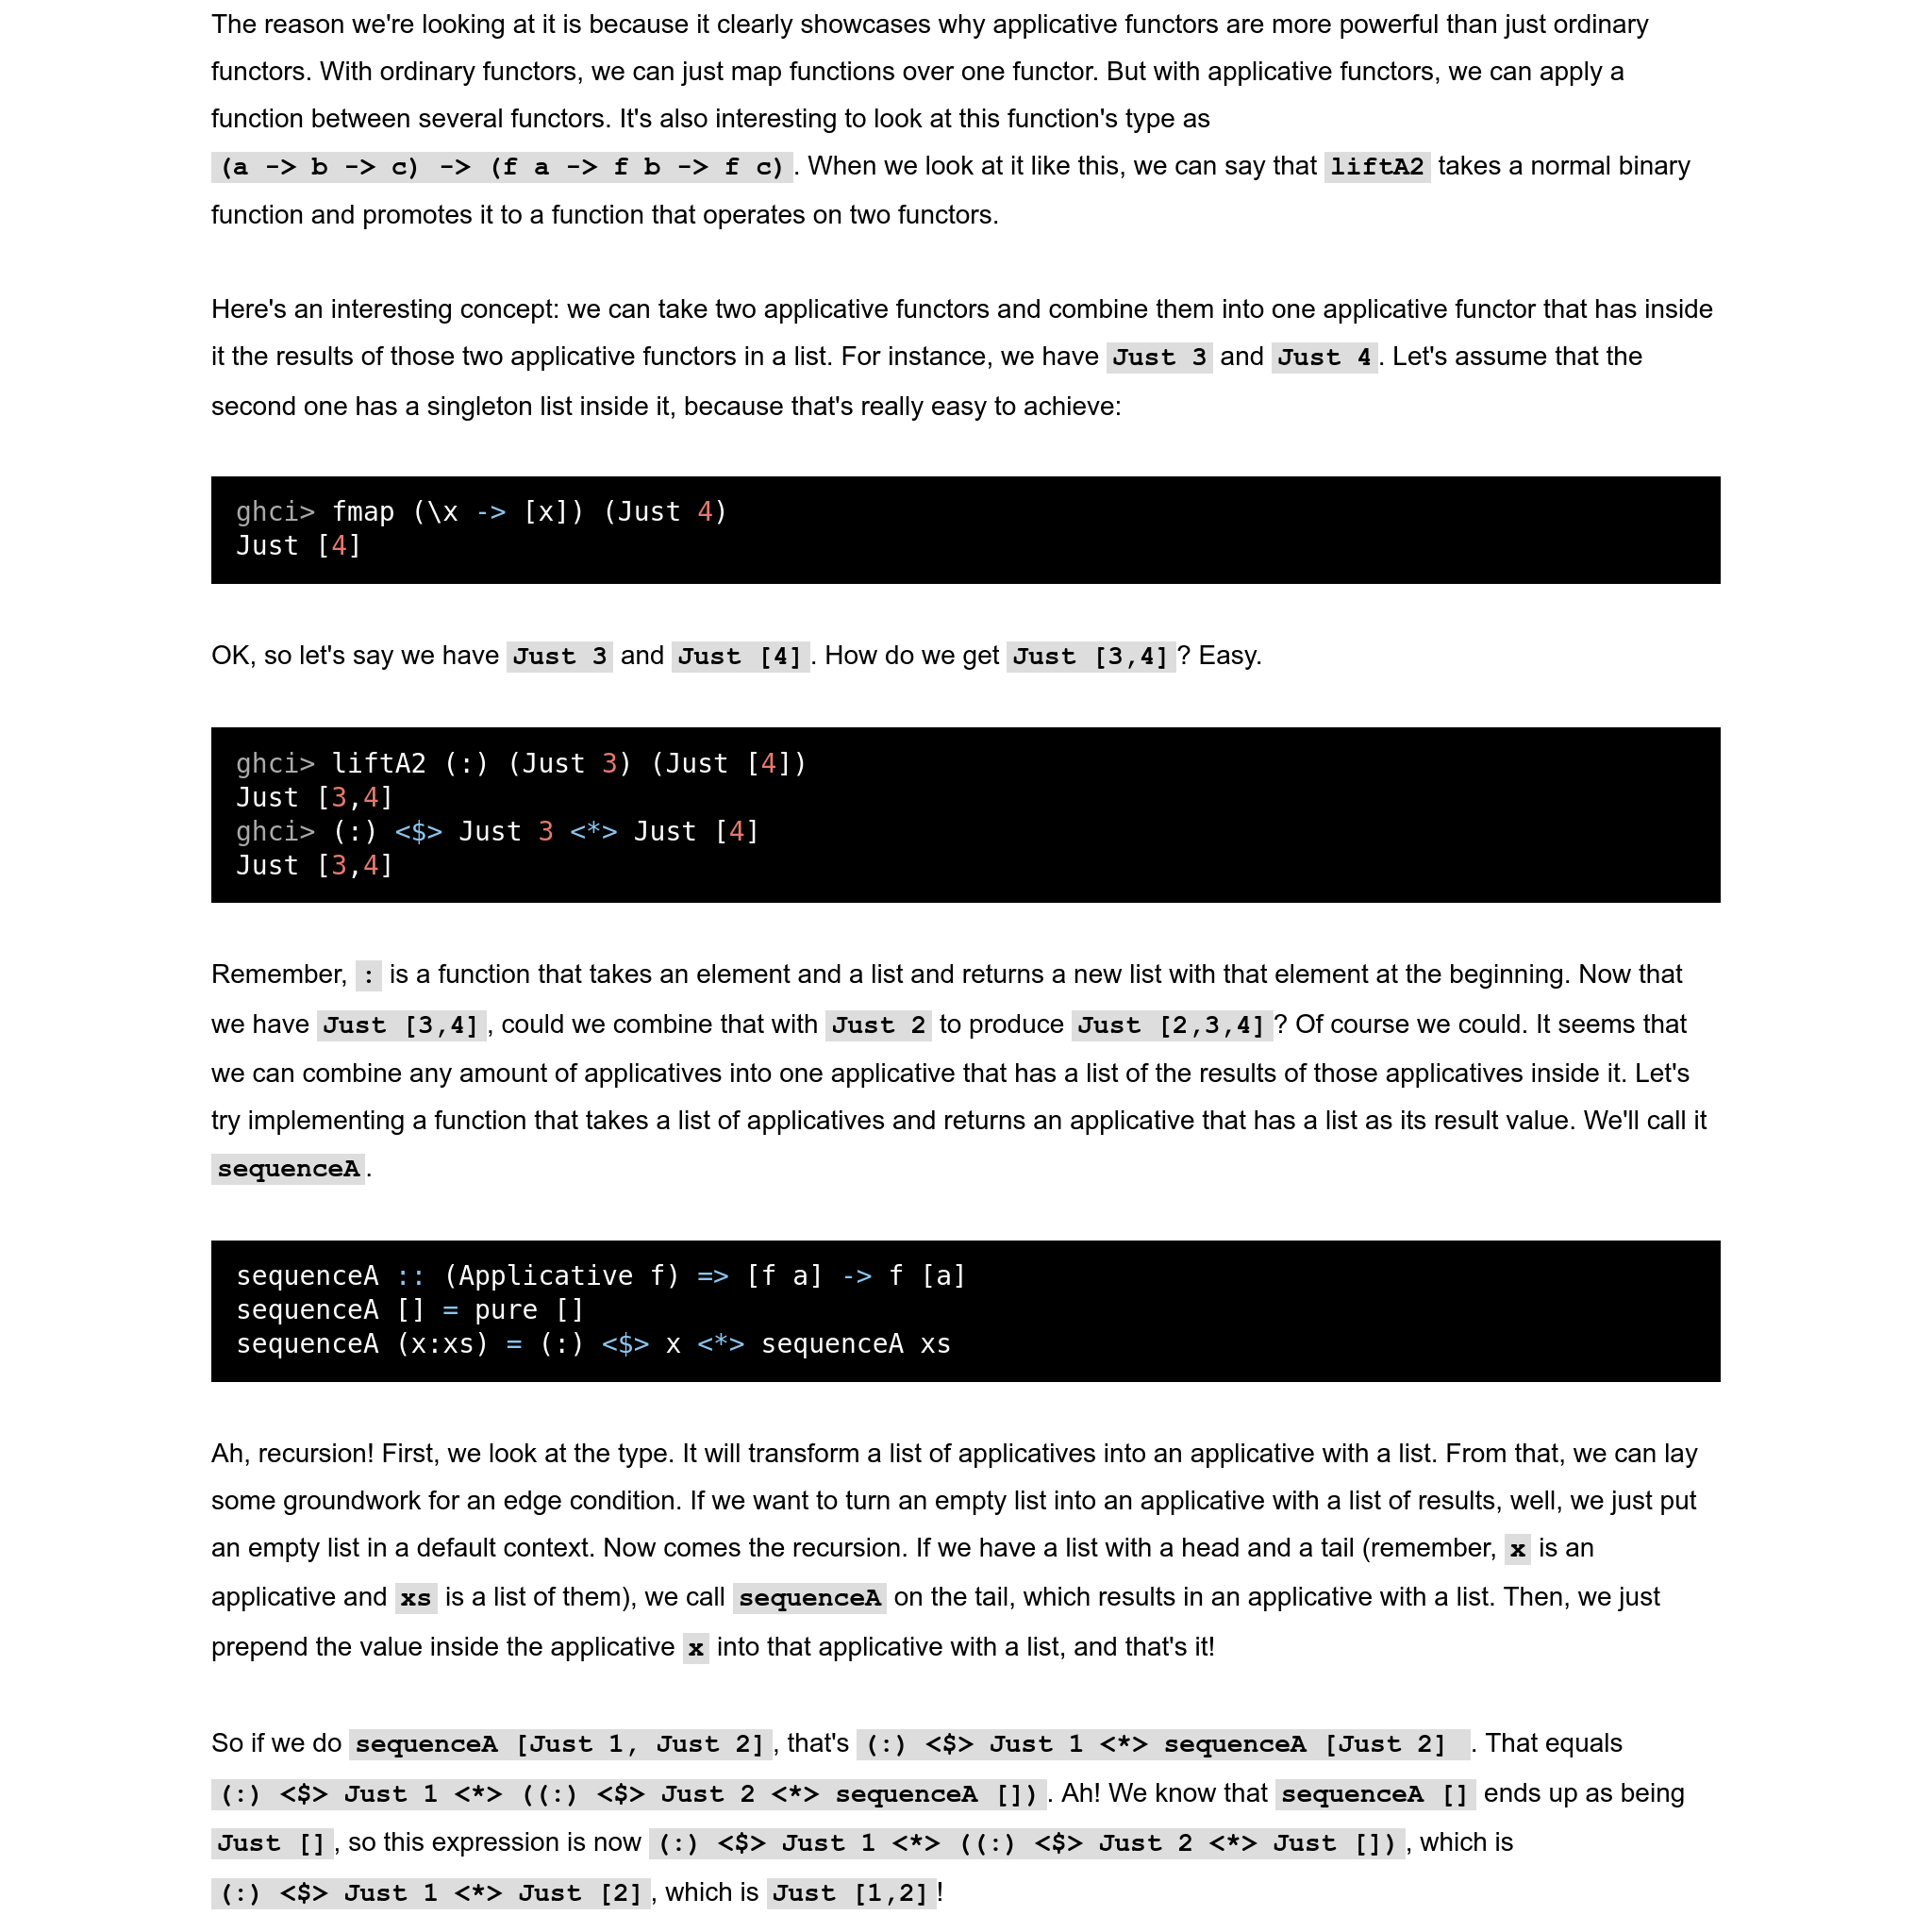 The reason we're looking at it is because it clearly showcases why applicative functors are more powerful than just ordinary
functors. With ordinary functors, we can just map functions over one functor. But with applicative functors, we can apply a
function between several functors. It's also interesting to look at this function's type as
(a -> b -> c) -> (f a -> f b -> f c). When we look at it like this, we can say that liftA2 takes a normal binary
function and promotes it to a function that operates on two functors.
Here's an interesting concept: we can take two applicative functors and combine them into one applicative functor that has inside
it the results of those two applicative functors in a list. For instance, we have Just 3 and Just 4. Let's assume that the
second one has a singleton list inside it, because that's really easy to achieve:
ghci> fmap (\x -> [x]) (Just 4)
Just [4]
OK, so let's say we have Just 3 and Just [4]. How do we get Just [3,4]? Easy.
ghci> liftA2 (:) (Just 3) (Just [4])
Just [3,4]
ghci> (:) <$> Just 3 <*> Just [4]
Just [3,4]
Remember, : is a function that takes an element and a list and returns a new list with that element at the beginning. Now that
we have Just [3,4], could we combine that with Just 2 to produce Just [2,3,4]? Of course we could. It seems that
we can combine any amount of applicatives into one applicative that has a list of the results of those applicatives inside it. Let's
try implementing a function that takes a list of applicatives and returns an applicative that has a list as its result value. We'll call it
sequenceA.
sequenceA :: (Applicative f) => [f a] -> f [a]
sequenceA [] = pure []
sequenceA (x:xs) = (:) <$> x <*> sequenceA xs
Ah, recursion! First, we look at the type. It will transform a list of applicatives into an applicative with a list. From that, we can lay
some groundwork for an edge condition. If we want to turn an empty list into an applicative with a list of results, well, we just put
an empty list in a default context. Now comes the recursion. If we have a list with a head and a tail (remember, x is an
applicative and xs is a list of them), we call sequenceA on the tail, which results in an applicative with a list. Then, we just
prepend the value inside the applicative x into that applicative with a list, and that's it!
So if we do sequenceA [Just 1, Just 2], that's (:) <$> Just 1 <*> sequenceA [Just 2] . That equals
(:) <$> Just 1 <*> ((:) <$> Just 2 <*> sequenceA []). Ah! We know that sequenceA [] ends up as being
Just [], so this expression is now (:) <$> Just 1 <*> ((:) <$> Just 2 <*> Just []), which is
(:) <$> Just 1 <*> Just [2], which is Just [1,2]!